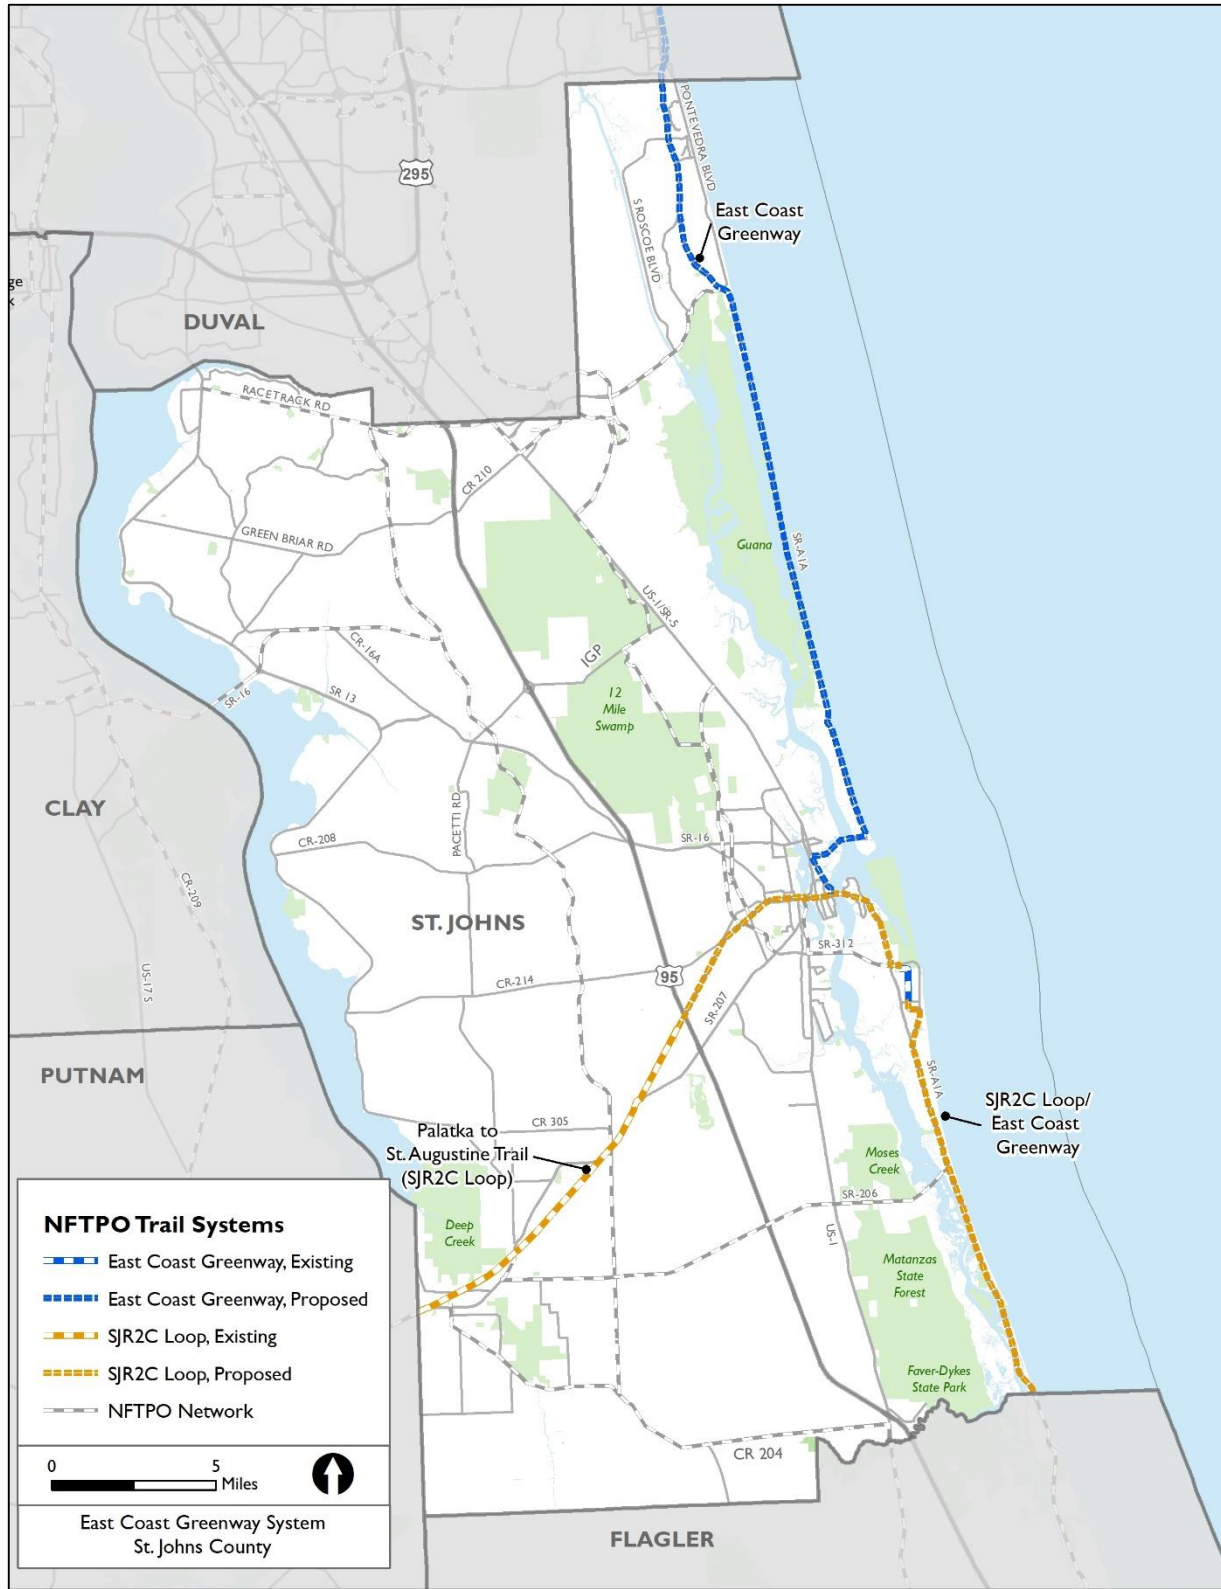 295
PONTEVEDRA BLVD
East Coast
Greenway
S ROSCOE BLVD
ge
k
DUVAL
RACETRACK RD
CR 210
GREEN BRIAR RD
Guana
SR-A1A
US-1/SR-5
IGP
CR-16A
SR-16
SR 13
12
Mile
Swamp
CLAY
PACETTI RD
CR-208
SR-16
CR-209
ST. JOHNS
SR-312
95
CR-214
SR-207
US-17 S
PUTNAM
SR-A1A
SJR2C Loop/
East Coast
Greenway
CR 305
Palatka to
St. Augustine Trail
(SJR2C Loop)
Moses
Creek
SR-206
Deep
Creek
US-1
Matanzas
State
Forest
Faver-Dykes
State Park
CR 204
FLAGLER
NFTPO Trail Systems
East Coast Greenway, Existing
East Coast Greenway, Proposed
SJR2C Loop, Existing
SJR2C Loop, Proposed
NFTPO Network
0 5
Miles
East Coast Greenway System
St. Johns County